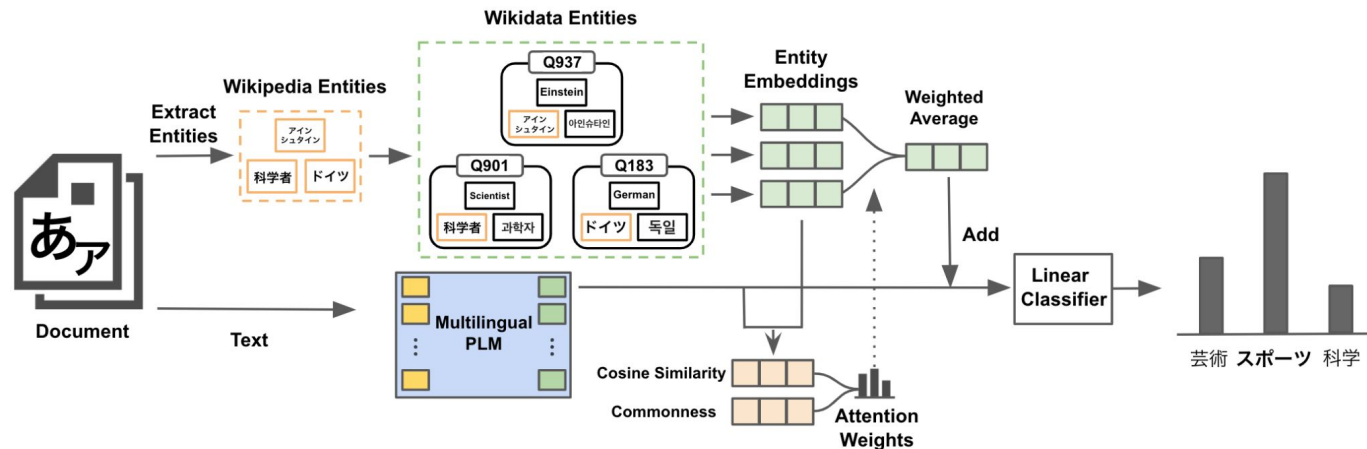 Wikidata Entities
Q937
Einstein
アイン
シュタイン
아인슈타인
Q901
Scientist
科学者
과학자
Q183
German
ドイツ
독일
Wikipedia Entities
アイン
シュタイン
科学者
ドイツ
Extract
Entities
あア
Document
Text
Multilingual
PLM
Entity
Embeddings
Weighted
Average
Add
Cosine Similarity
Commonness
Attention
Weights
Linear
Classifier
芸術
スポーツ
科学